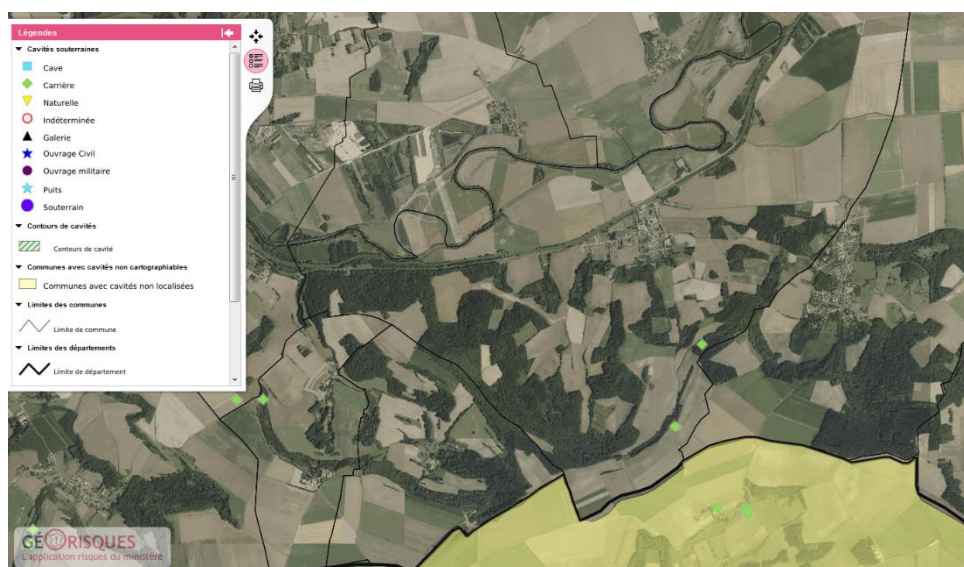 Légendes
Cavités souterraines
Cave
Carrière
Naturelle
Indéterminée
Galerie
Ouvrage Civil
Ouvrage militaire
Puits
Souterrain
Contours de cavités
Contours de cavité
Communes avec cavités non cartographiables
Communes avec cavités non localisées
Limites des communes
Limite de commune
Limites des départements
Limite de département
GÉORISQUES
L'application risques du ministère